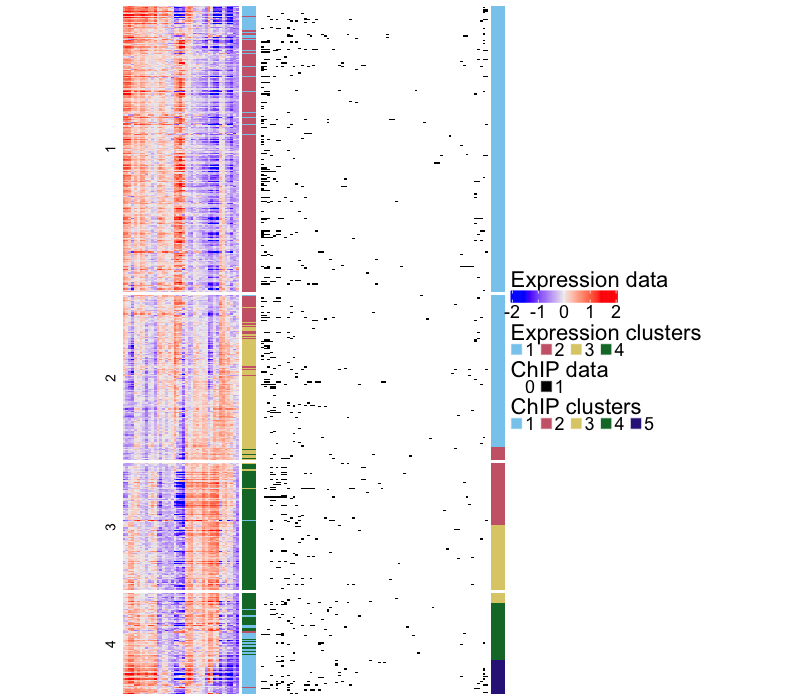 1
2
3
4
Expression data
-2 -1 0 1 2
Expression clusters
1 2 3 4
ChIP data
0 1
ChIP clusters
1 2 3 4 5